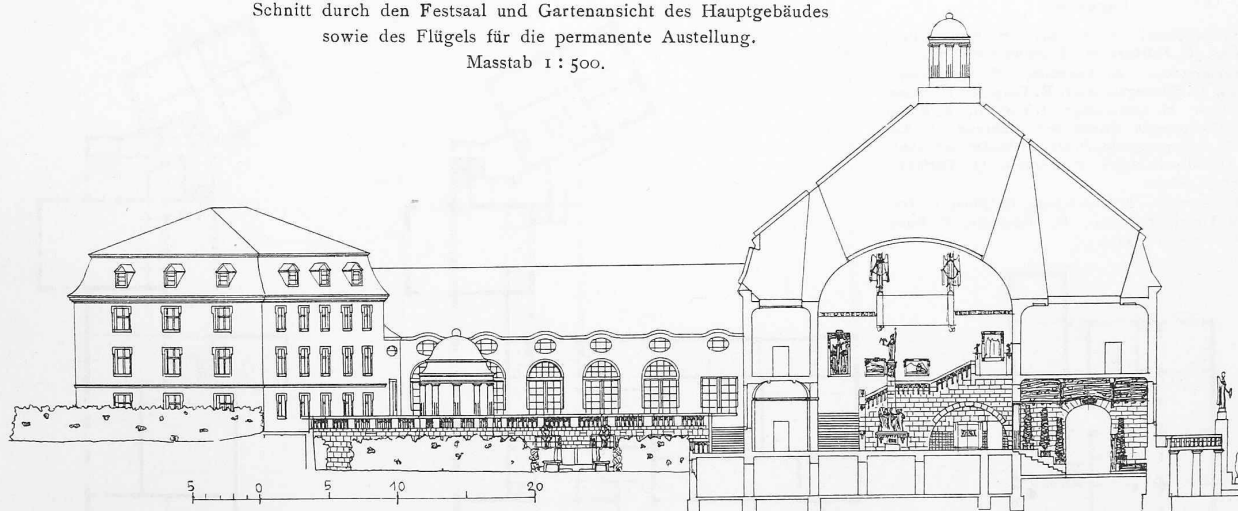 Schnitt durch den Festsaal und Gartenansicht des Hauptgebäudes
sowie des Flügels für die permanente Austellung.
Masstab 1 : 500.
5 0 5 10 20